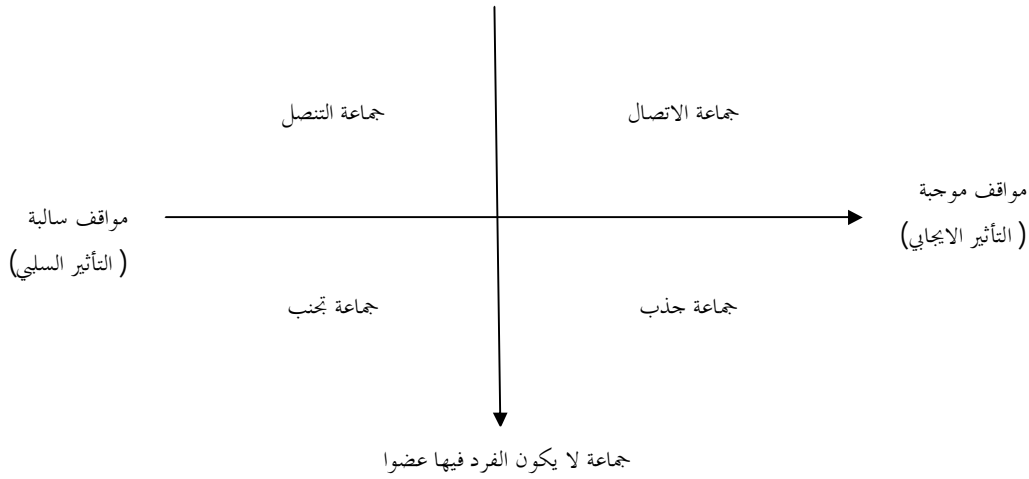 جماعة الاتصال
جماعة التنصل
مواقف موجبة
( التأثير الايجابي)
مواقف سالبة
( التأثير السلبي)
جماعة جذب
جماعة تجنب
جماعة لا يكون الفرد فيها عضوا